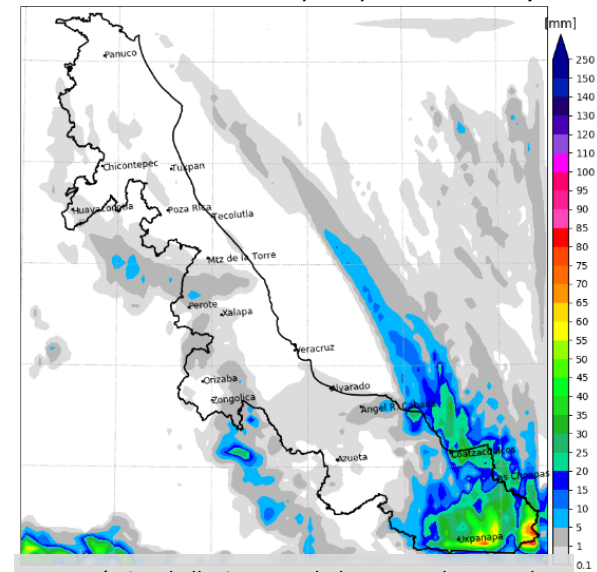 [mm]
Panuco
Chicontepec
Tuxpan
Huayacocotla
Poza Rica
Tecolutla
Mtz de la Torre
Perote
Xalapa
Veracruz
Orizaba
Zongolica
Alvarado
Angel R. Cabada
Azueta
Coatzacoalcos
Las Choapas
Uxpanapa
250
150
140
130
120
110
100
95
90
85
80
75
70
65
60
55
50
45
40
35
30
25
20
15
10
5
1
0.1